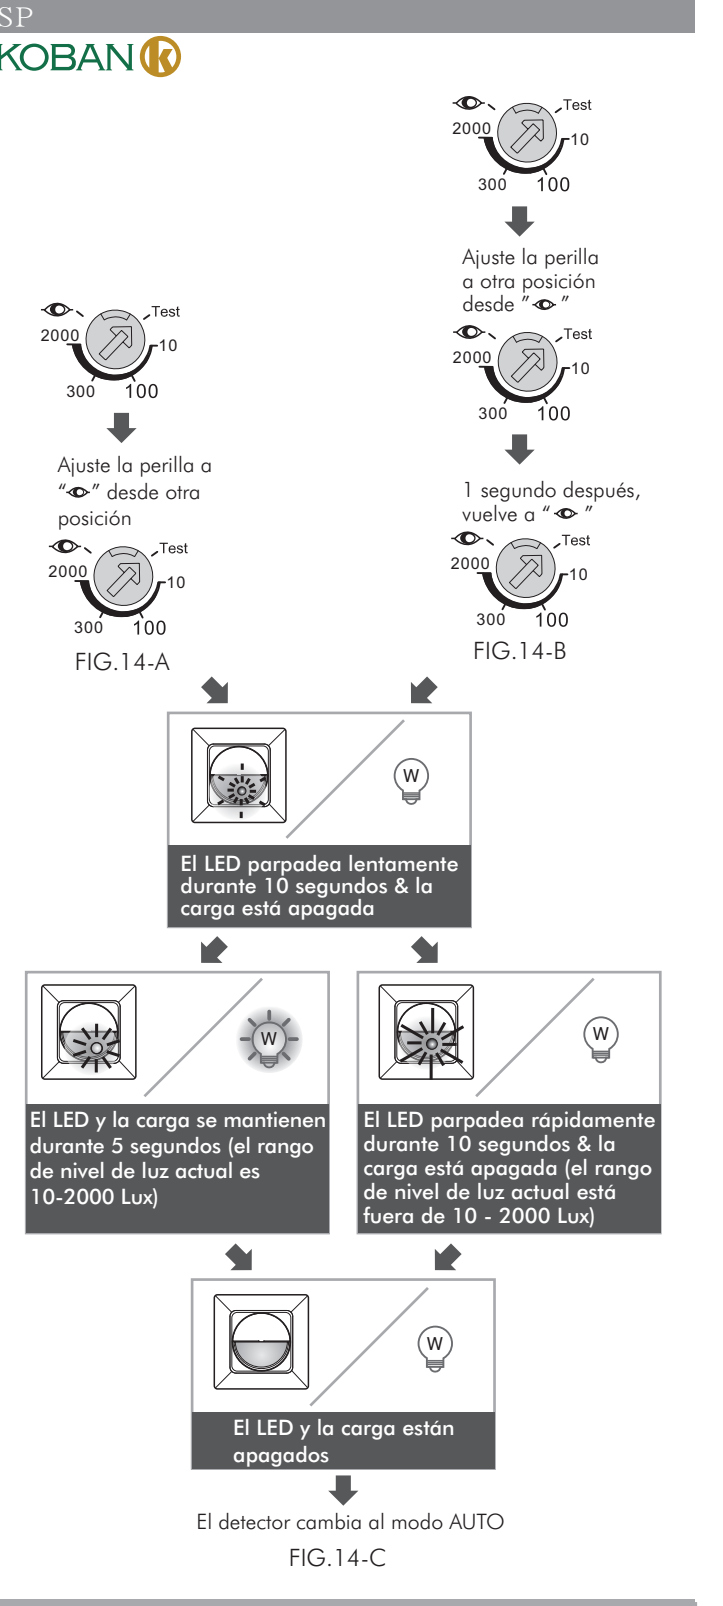 SP
KOBAN
Test
2000
10
300
100
Ajuste la perilla
a otra posición
desde " "
Test
2000
10
300
100
1 segundo después,
vuelve a " "
Test
2000
10
300
100
FIG.14-B
Test
2000
10
300
100
Ajuste la perilla a
" " desde otra
posición
Test
2000
10
300
100
FIG.14-A
W
El LED parpadea lentamente
durante 10 segundos & la
carga está apagada
W
El LED y la carga se mantienen
durante 5 segundos (el rango
de nivel de luz actual es
10-2000 Lux)
W
El LED parpadea rápidamente
durante 10 segundos & la
carga está apagada (el rango
de nivel de luz actual está
fuera de 10 - 2000 Lux)
W
El LED y la carga están
apagados
El detector cambia al modo AUTO
FIG.14-C